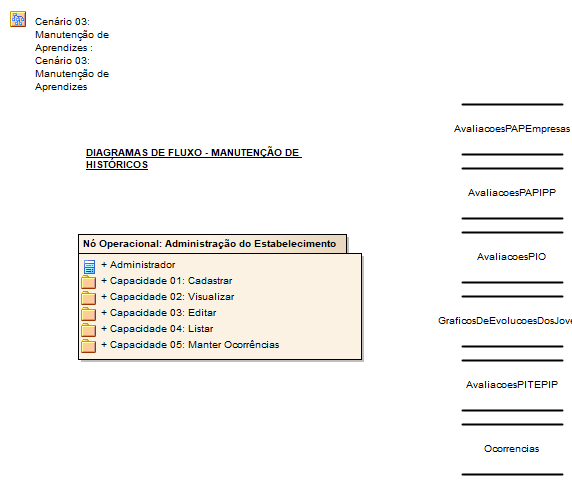 Cenário 03:
Manutenção de
Aprendizes :
Cenário 03:
Manutenção de
Aprendizes
DIAGRAMAS DE FLUXO - MANUTENÇÃO DE
HISTÓRICOS
Nó Operacional: Administração do Estabelecimento
+ Administrador
+ Capacidade 01: Cadastrar
+ Capacidade 02: Visualizar
+ Capacidade 03: Editar
+ Capacidade 04: Listar
+ Capacidade 05: Manter Ocorrências
AvaliacoesPAPEmpresas
AvaliacoesPAPIPP
AvaliacoesPIO
GraficosDeEvolucoesDosJove
AvaliacoesPITEPIP
Ocorrencias